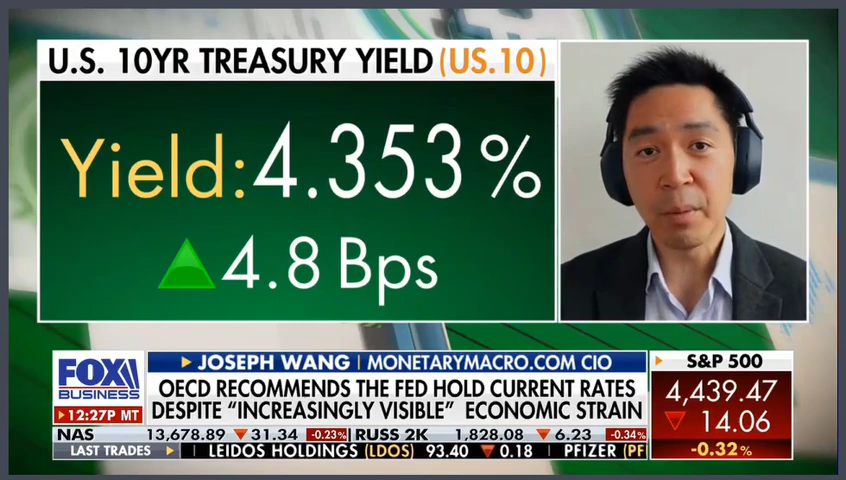 U.S. 10YR TREASURY YIELD (US.10)
Yield: 4.353%
▲ 4.8 Bps
FOX
BUSINESS
12:27P MT
JOSEPH WANG | MONETARYMACRO.COM CIO
OECD RECOMMENDS THE FED HOLD CURRENT RATES
DESPITE “INCREASINGLY VISIBLE” ECONOMIC STRAIN
S&P 500
4,439.47
▼ 14.06
-0.32%
NAS 13,678.89 ▼ 31.34 -0.23% RUSS 2K 1,828.08 ▼ 6.23 -0.34%
LAST TRADES LEIDOS HOLDINGS (LDOS) 93.40 ▼ 0.18 PFIZER (PF